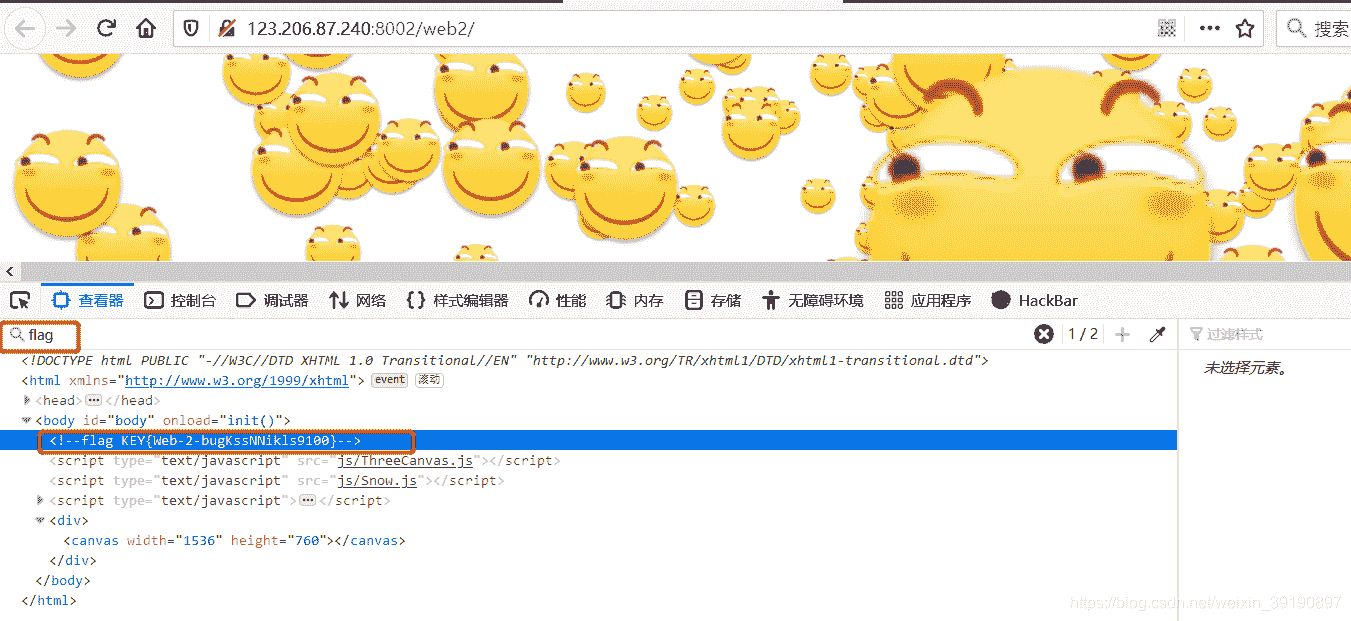 123.206.87.240:8002/web2/
搜索
查看器 控制台 调试器 网络 {} 样式编辑器 性能 内存 存储 无障碍环境 应用程序 HackBar
flag
1 / 2
过滤样式
<!DOCTYPE html PUBLIC "-//W3C//DTD XHTML 1.0 Transitional//EN" "http://www.w3.org/TR/xhtml1/DTD/xhtml1-transitional.dtd">
未选择元素。
<html xmlns="http://www.w3.org/1999/xhtml"> event 滚动
<head>…</head>
<body id="body" onload="init()">
<!--flag KEY{Web-2-bugKssNNikls9100}-->
<script type="text/javascript" src="js/ThreeCanvas.js"></script>
<script type="text/javascript" src="js/Snow.js"></script>
<script type="text/javascript">…</script>
<div>
<canvas width="1536" height="760"></canvas>
</div>
</body>
</html>
https://blog.csdn.net/weixin_39190897